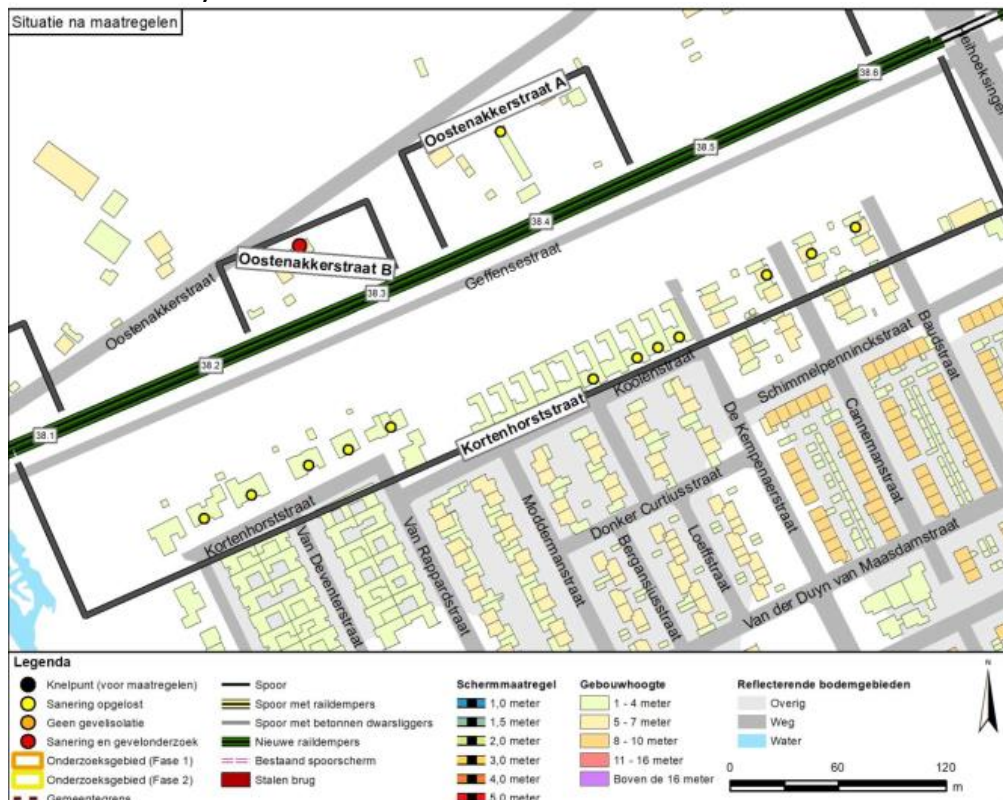 Situatie na maatregelen
Oostenakkerstraat A
38.6
38.5
38.4
Oostenakkerstraat B
38.3
Geffensestraat
Oostenakkerstraat
38.2
38.1
Baudstraat
Schimmelpenninckstraat
Koolenstraat
Kortenhorststraat
De Kempenaerstraat
Cannemanstraat
Kortenhorststraat
Van Deventerstraat
Van Rappardstraat
Moddermanstraat
Donker Curtiusstraat
Bergansiusstraat
Loeffstraat
Van der Duyn van Maasdamstraat
Legenda
Knelpunt (voor maatregelen)
Sanering opgelost
Geen gevelisolatie
Sanering en gevelonderzoek
Onderzoeksgebied (Fase 1)
Onderzoeksgebied (Fase 2)
Gemeentegrens
Spoor
Spoor met raildempers
Spoor met betonnen dwarsliggers
Nieuwe raildempers
Bestaand spoorscherm
Stalen brug
Schermmaatregel
1,0 meter
1,5 meter
2,0 meter
3,0 meter
4,0 meter
5,0 meter
Gebouwhoogte
1 - 4 meter
5 - 7 meter
8 - 10 meter
11 - 16 meter
Boven de 16 meter
Reflecterende bodemgebieden
Overig
Weg
Water
N
0 60 120
m